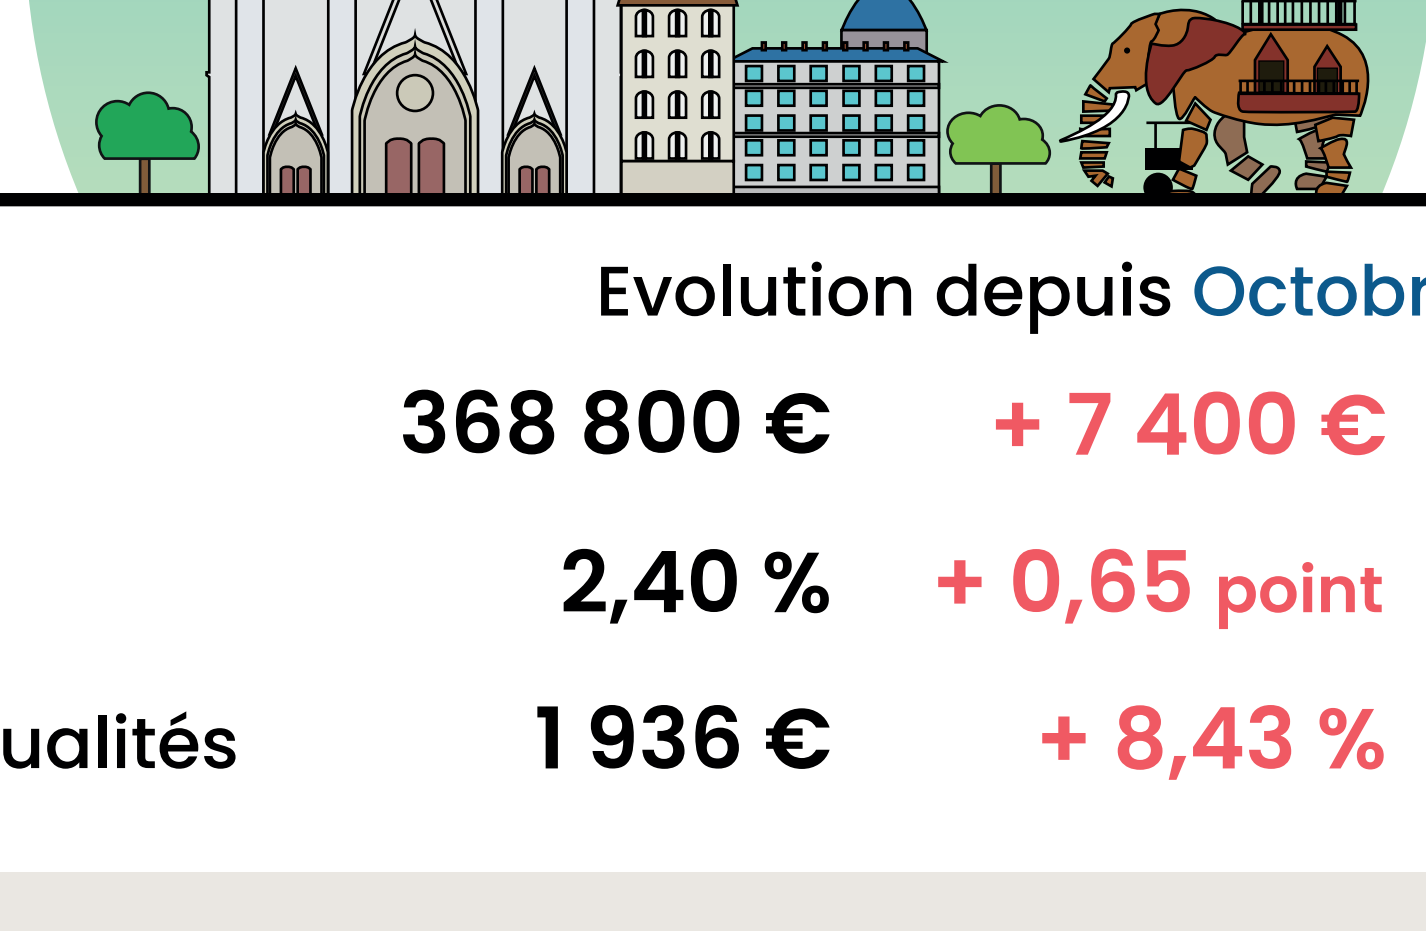 Evolution depuis Octobr
368 800 € + 7 400 €
2,40 % + 0,65 point
ualités 1 936 € + 8,43 %